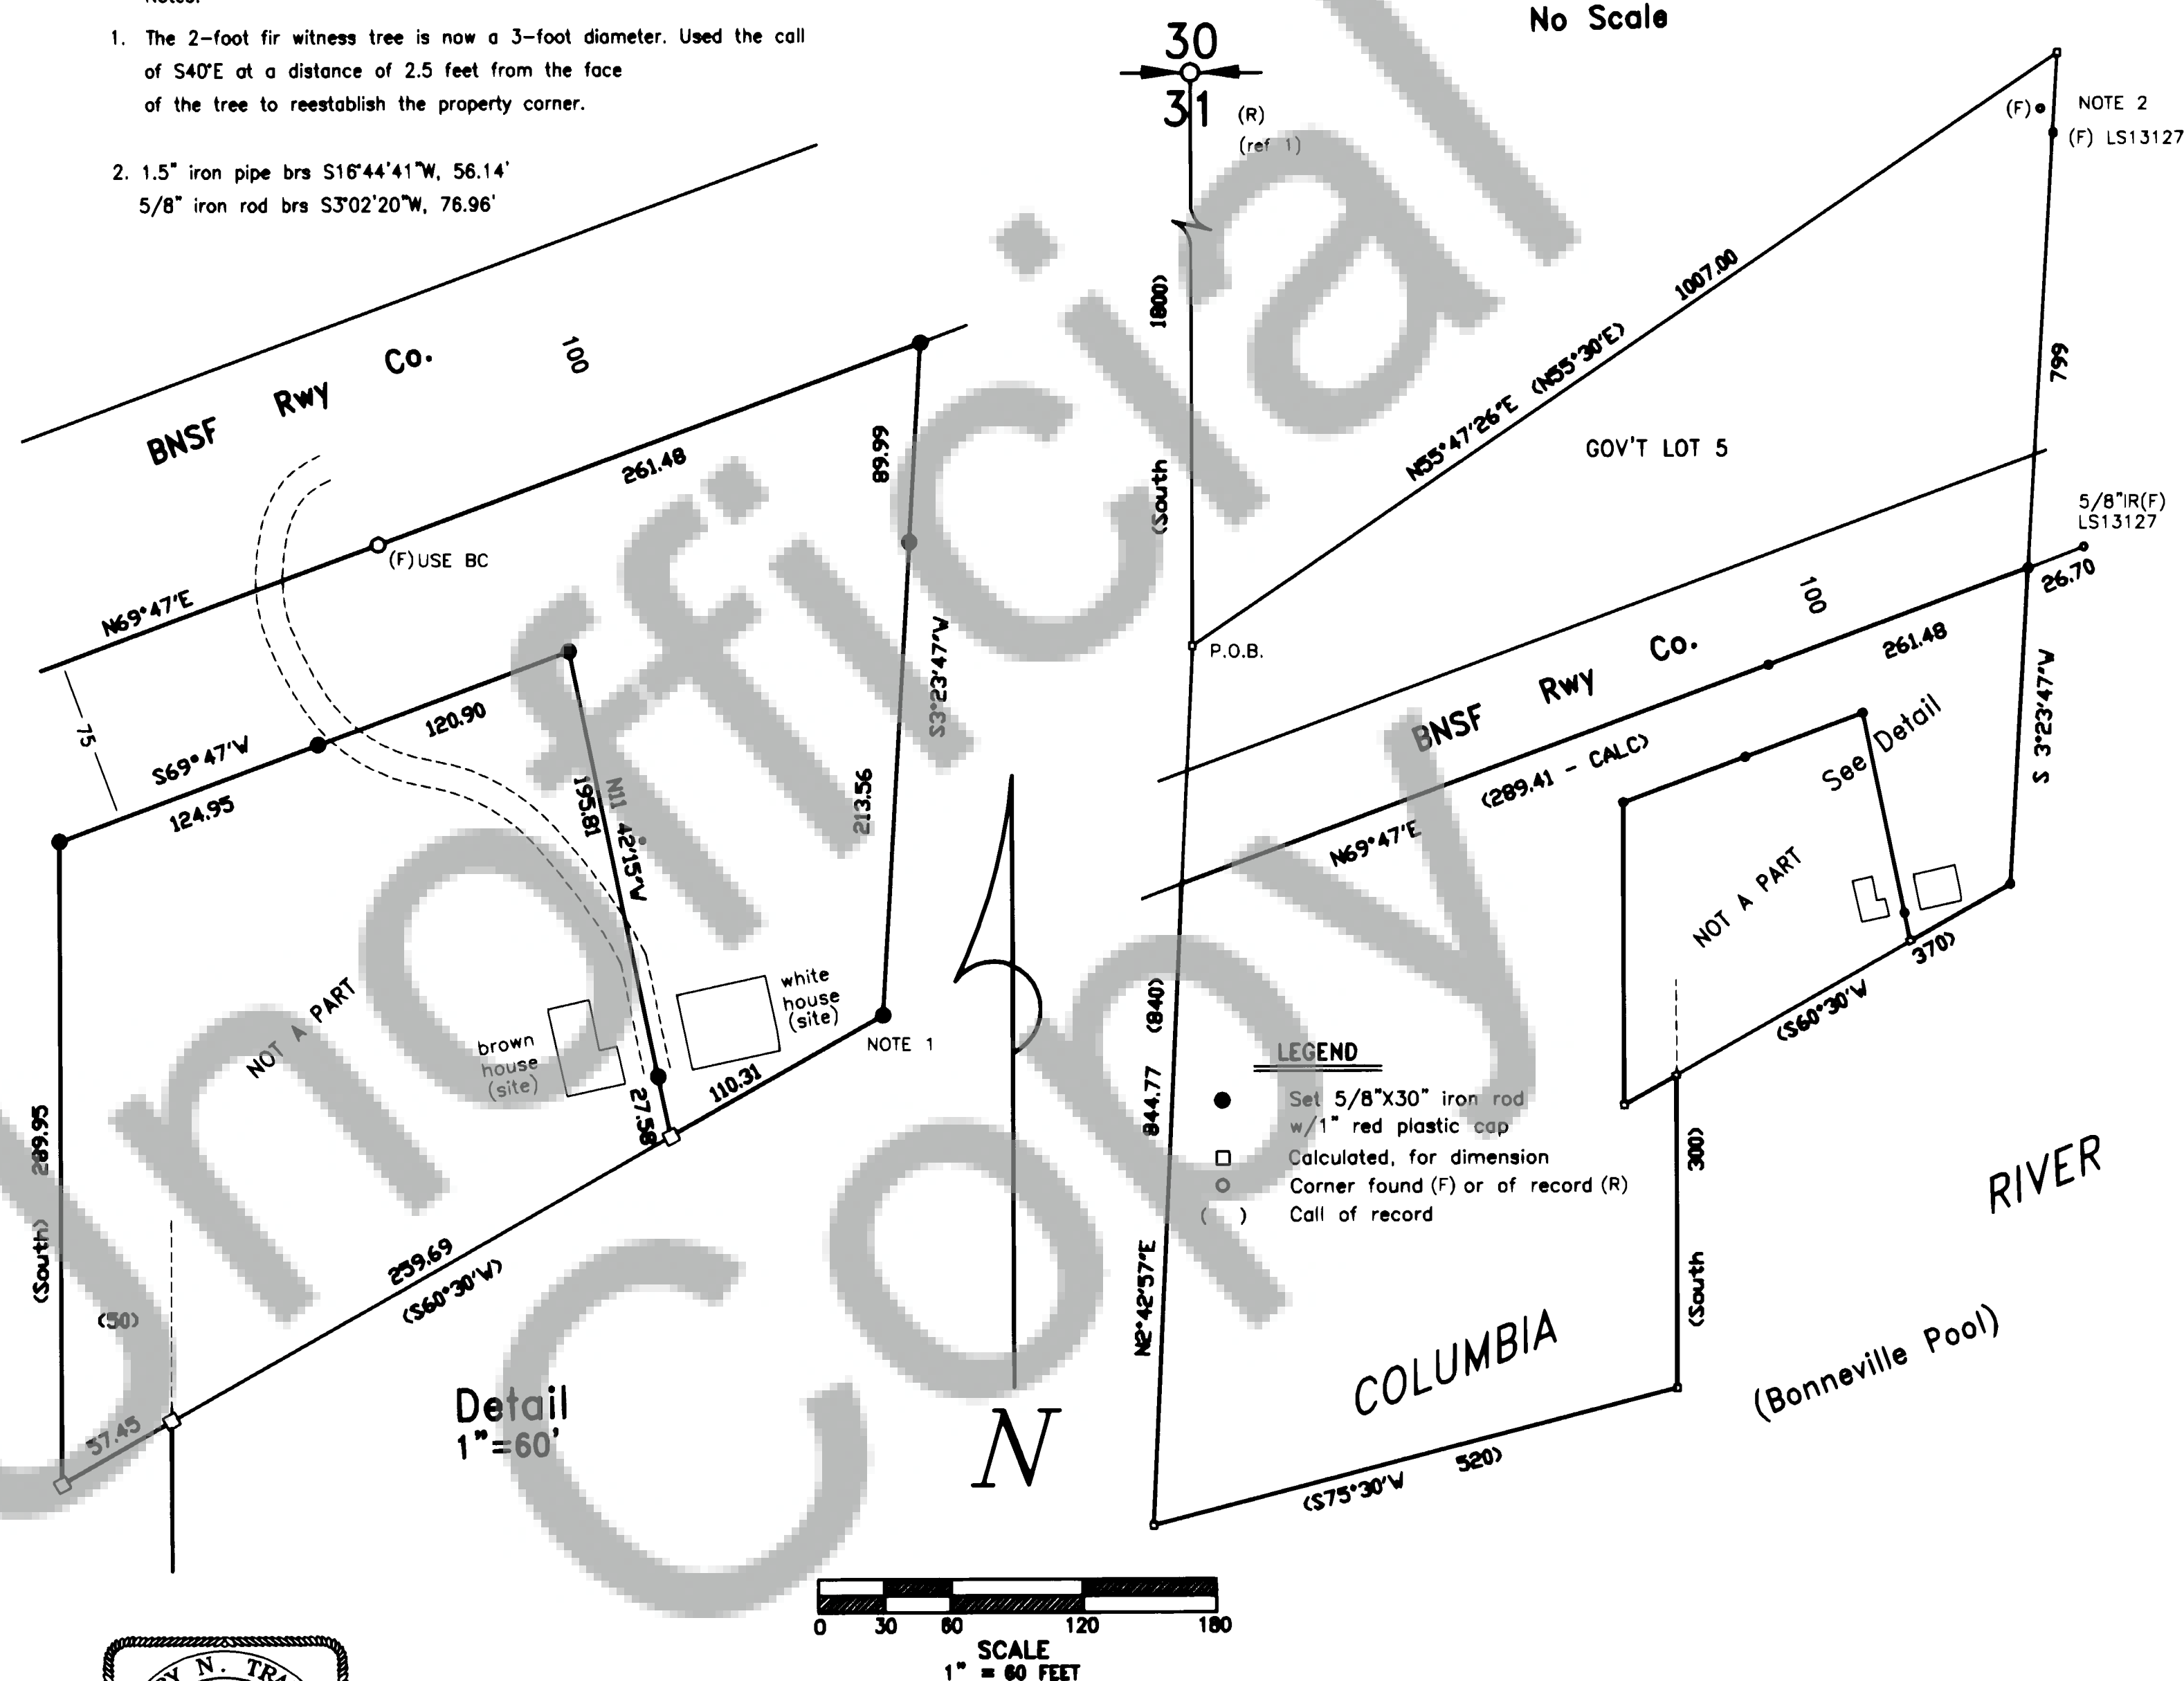 Notes:
1. The 2-foot fir witness tree is now a 3-foot diameter. Used the call
of S40°E at a distance of 2.5 feet from the face
of the tree to reestablish the property corner.
2. 1.5" iron pipe brs S16°44'41"W, 56.14'
5/8" iron rod brs S3°02'20"W, 76.96'
BNSF Rwy Co.
100
261.48
89.99
(F) USE BC
N69°47'E
75
S69°47'W
120.90
124.95
195.81
N11 42'15"W
S3°23'47"W
213.56
NOT A PART
brown
house
(site)
white
house
(site)
NOTE 1
110.31
27.58
289.95
(South)
(50)
259.69
(S60°30'W)
57.45
Detail
1"=60'
N
No Scale
30
31
(R)
(ref 1)
(South 1800)
(F)
NOTE 2
(F) LS13127
1007.00
N55°47'26"E (N55°30'E)
799
GOV'T LOT 5
5/8"IR(F)
LS13127
26.70
P.O.B.
100
BNSF Rwy Co.
261.48
(289.41 - CALC)
N69°47'E
See Detail
S 3°23'47"W
NOT A PART
370)
(S60°30'W
844.77 (840)
N2°42'57"E
LEGEND
Set 5/8"X30" iron rod
w/1" red plastic cap
Calculated, for dimension
Corner found (F) or of record (R)
( ) Call of record
(South 300)
RIVER
COLUMBIA
(Bonneville Pool)
(S75°30'W 520)
0 30 60 120 180
SCALE
1" = 60 FEET
N. TRA
Unofficial
Copy